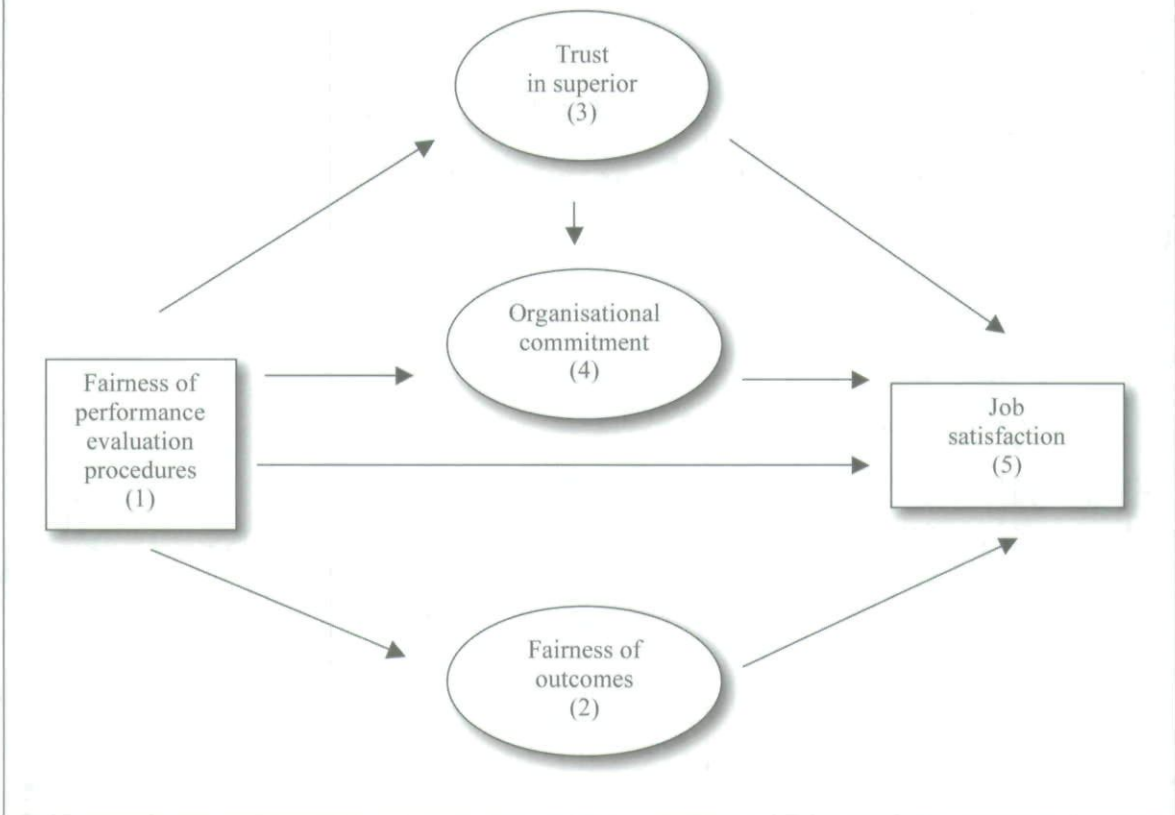 Trust
in superior
(3)
Organisational
commitment
(4)
Fairness of
performance
evaluation
procedures
(1)
Job
satisfaction
(5)
Fairness of
outcomes
(2)